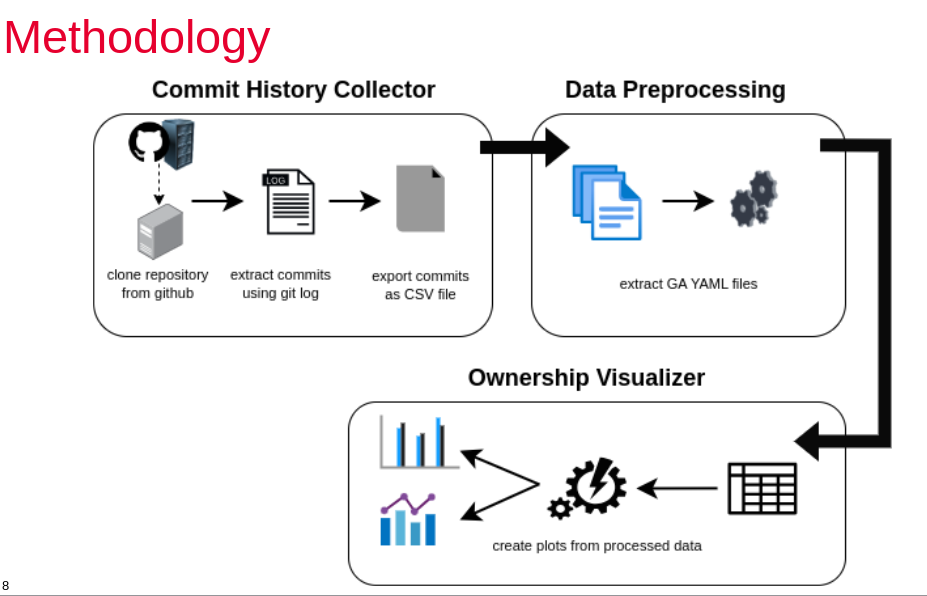 Methodology
Commit History Collector
Data Preprocessing
LOG
clone repository
from github
extract commits
using git log
export commits
as CSV file
extract GA YAML files
Ownership Visualizer
create plots from processed data
8